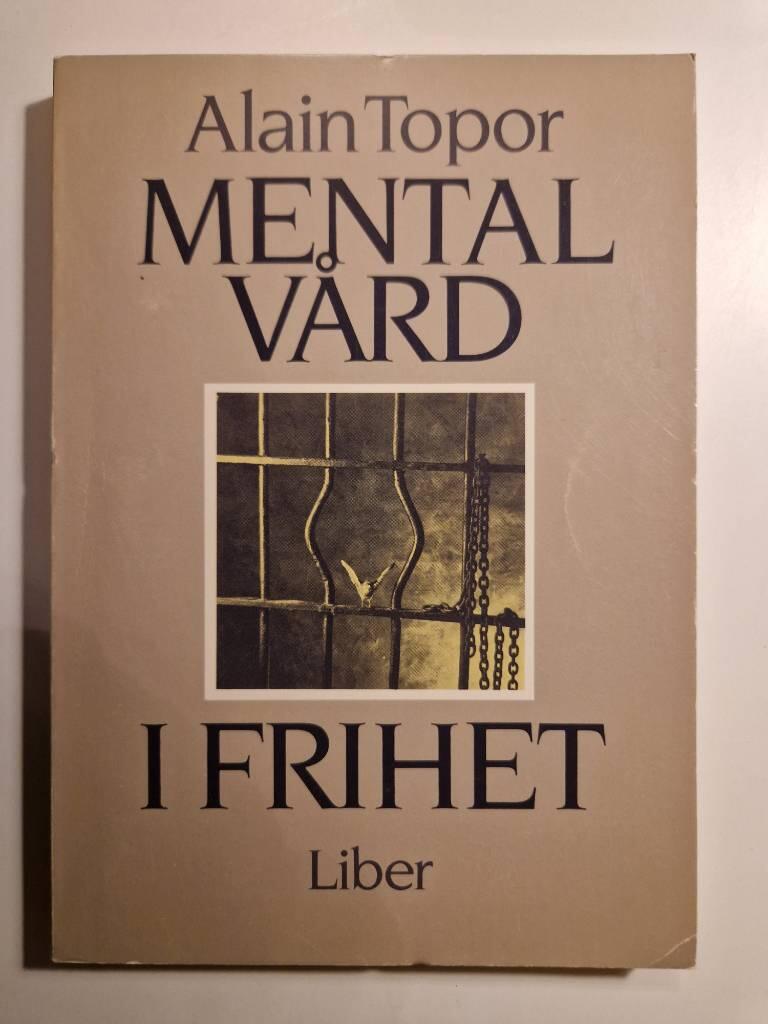 Alain Topor
MENTAL
VÅRD
I FRIHET
Liber